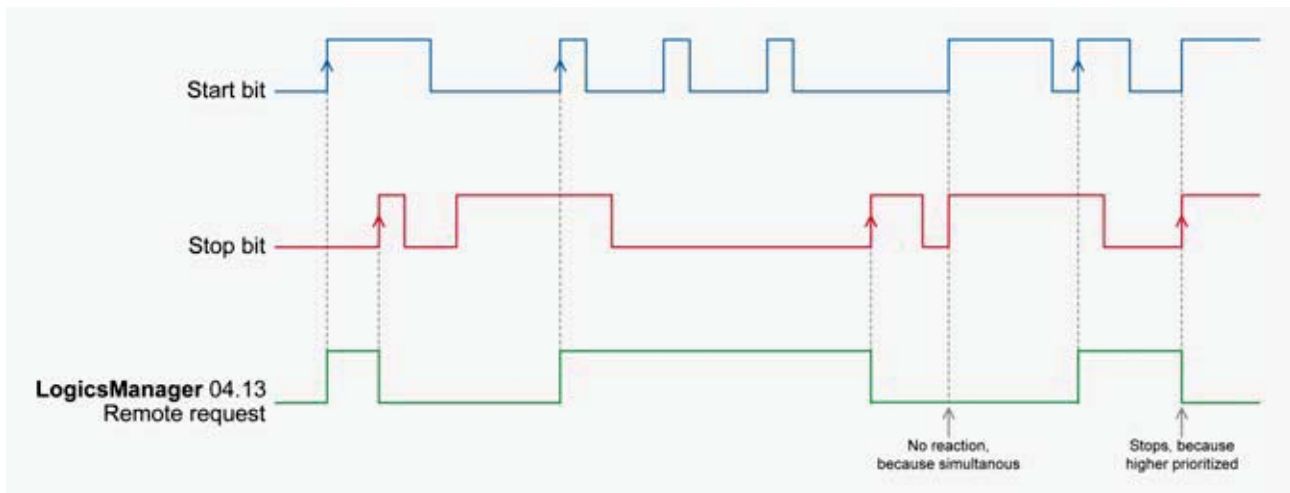 Start bit
Stop bit
LogicsManager 04.13
Remote request
No reaction,
because simultanous
Stops, because
higher prioritized